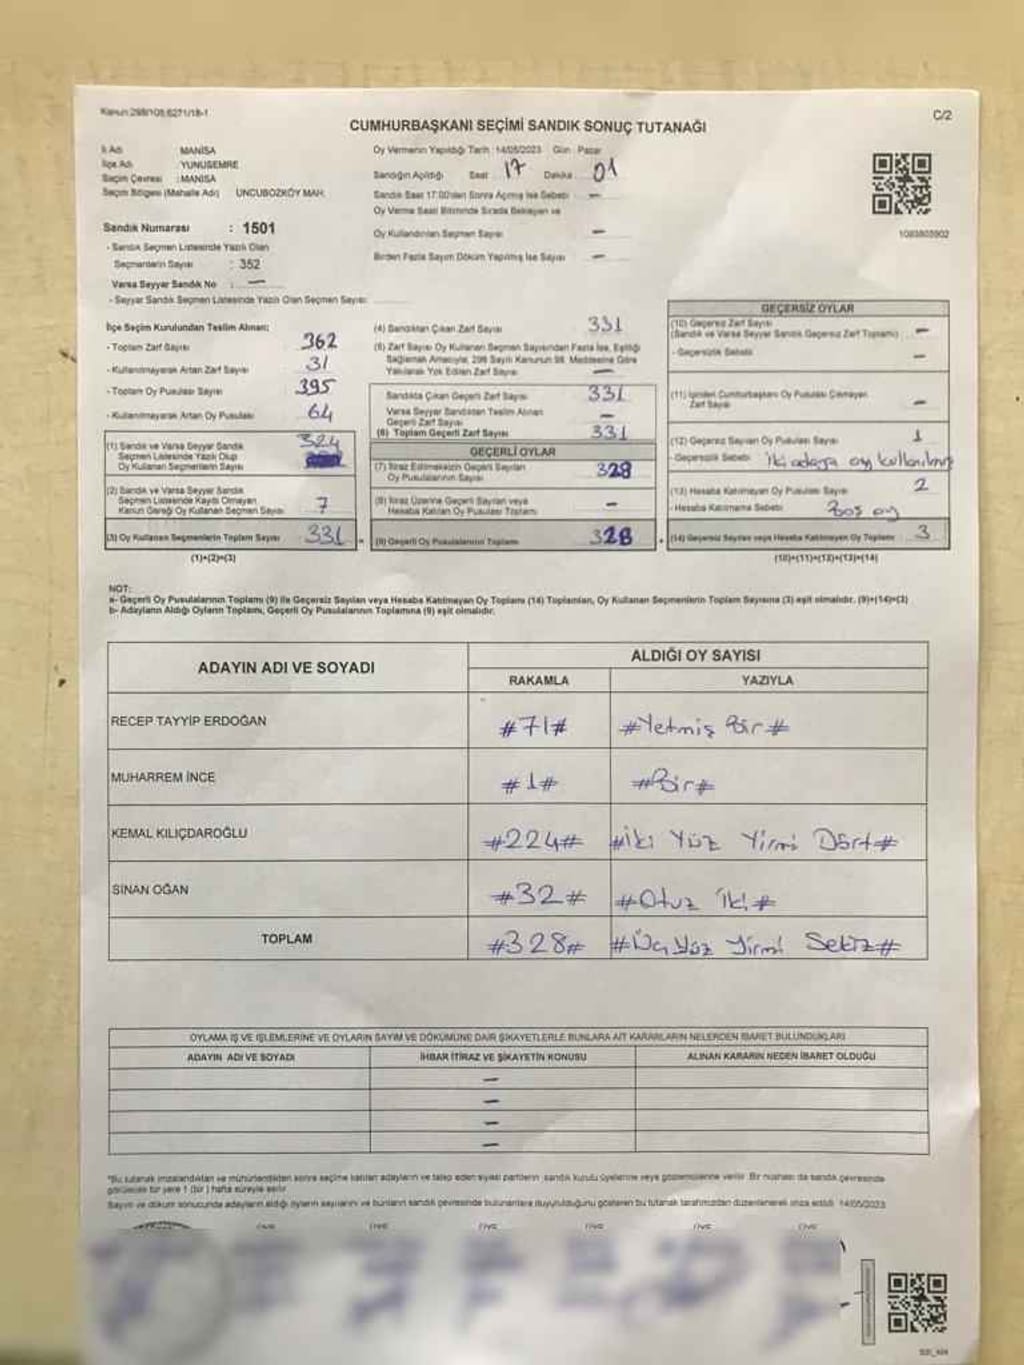 Kanun:298/105;6271/18-1
C/2
CUMHURBAŞKANI SEÇİMİ SANDIK SONUÇ TUTANAĞI
İli Adı MANİSA
İlçe Adı YUNUSEMRE
Seçim Çevresi : MANİSA
Seçim Bölgesi (Mahalle Adı) UNCUBOZKÖY MAH.
Sandık Numarası : 1501
- Sandık Seçmen Listesinde Yazılı Olan
Seçmenlerin Sayısı : 352
Varsa Seyyar Sandık No : —
- Seyyar Sandık Seçmen Listesinde Yazılı Olan Seçmen Sayısı:
Oy Vermenin Yapıldığı Tarih :14/05/2023 Gün : Pazar
Sandığın Açıldığı Saat : 17 Dakika : 01
Sandık Saat 17:00'den Sonra Açılmış İse Sebebi —
Oy Verme Saati Bitiminde Sırada Bekleyen ve
Oy Kullandırılan Seçmen Sayısı —
Birden Fazla Sayım Döküm Yapılmış İse Sayısı —
1083803902
İlçe Seçim Kurulundan Teslim Alınan:
- Toplam Zarf Sayısı 362
- Kullanılmayarak Artan Zarf Sayısı 31
- Toplam Oy Pusulası Sayısı 395
- Kullanılmayarak Artan Oy Pusulası 64
(1) Sandık ve Varsa Seyyar Sandık
Seçmen Listesinde Yazılı Olup
Oy Kullanan Seçmenlerin Sayısı 324
(2) Sandık ve Varsa Seyyar Sandık
Seçmen Listesinde Kaydı Olmayan
Kanun Gereği Oy Kullanan Seçmen Sayısı 7
(3) Oy Kullanan Seçmenlerin Toplam Sayısı 331
(1)+(2)=(3)
(4) Sandıktan Çıkan Zarf Sayısı 331
(5) Zarf Sayısı Oy Kullanan Seçmen Sayısından Fazla İse, Eşitliği
Sağlamak Amacıyla, 298 Sayılı Kanunun 98. Maddesine Göre
Yakılarak Yok Edilen Zarf Sayısı —
Sandıkta Çıkan Geçerli Zarf Sayısı 331
Varsa Seyyar Sandıktan Teslim Alınan
Geçerli Zarf Sayısı —
(6) Toplam Geçerli Zarf Sayısı 331
GEÇERLİ OYLAR
(7) İtiraz Edilmeksizin Geçerli Sayılan
Oy Pusulalarının Sayısı 328
(8) İtiraz Üzerine Geçerli Sayılan veya
Hesaba Katılan Oy Pusulası Toplamı —
(9) Geçerli Oy Pusulalarının Toplamı 328
GEÇERSİZ OYLAR
(10) Geçersiz Zarf Sayısı
(Sandık ve Varsa Seyyar Sandık Geçersiz Zarf Toplamı) —
- Geçersizlik Sebebi —
(11) İçinden Cumhurbaşkanı Oy Pusulası Çıkmayan
Zarf Sayısı —
(12) Geçersiz Sayılan Oy Pusulası Sayısı 1
- Geçersizlik Sebebi iki adaya oy kullanılmış
(13) Hesaba Katılmayan Oy Pusulası Sayısı 2
- Hesaba Katılmama Sebebi Boş oy
(14) Geçersiz Sayılan veya Hesaba Katılmayan Oy Toplamı 3
(10)+(11)+(12)+(13)=(14)
NOT:
a- Geçerli Oy Pusulalarının Toplamı (9) ile Geçersiz Sayılan veya Hesaba Katılmayan Oy Toplamı (14) Toplamları, Oy Kullanan Seçmenlerin Toplam Sayısına (3) eşit olmalıdır. (9)+(14)=(3)
b- Adayların Aldığı Oyların Toplamı, Geçerli Oy Pusulalarının Toplamına (9) eşit olmalıdır.
ADAYIN ADI VE SOYADI
ALDIĞI OY SAYISI
RAKAMLA YAZIYLA
RECEP TAYYİP ERDOĞAN #71# #Yetmiş Bir#
MUHARREM İNCE #1# #Bir#
KEMAL KILIÇDAROĞLU #224# #İki Yüz Yirmi Dört#
SİNAN OĞAN #32# #Otuz İki#
TOPLAM #328# #Üç Yüz Yirmi Sekiz#
OYLAMA İŞ VE İŞLEMLERİNE VE OYLARIN SAYIM VE DÖKÜMÜNE DAİR ŞİKAYETLERLE BUNLARA AİT KARARLARIN NELERDEN İBARET BULUNDUKLARI
ADAYIN ADI VE SOYADI İHBAR İTİRAZ VE ŞİKAYETİN KONUSU ALINAN KARARIN NEDEN İBARET OLDUĞU
—
—
—
—
*Bu tutanak imzalandıktan ve mühürlendikten sonra seçime katılan adayların ve talep eden siyasi partilerin sandık kurulu üyelerine veya gözlemcilerine verilir. Bir nüshası da sandık çevresinde
görülecek bir yere 1 (bir) hafta süreyle asılır.
Sayım ve döküm sonucunda adayların aldığı oyların sayılarını ve bunların sandık çevresinde bulunanlara duyurulduğunu gösteren bu tutanak tarafımızdan düzenlenerek imza edildi. 14/05/2023
ÜYE ÜYE ÜYE ÜYE ÜYE ÜYE